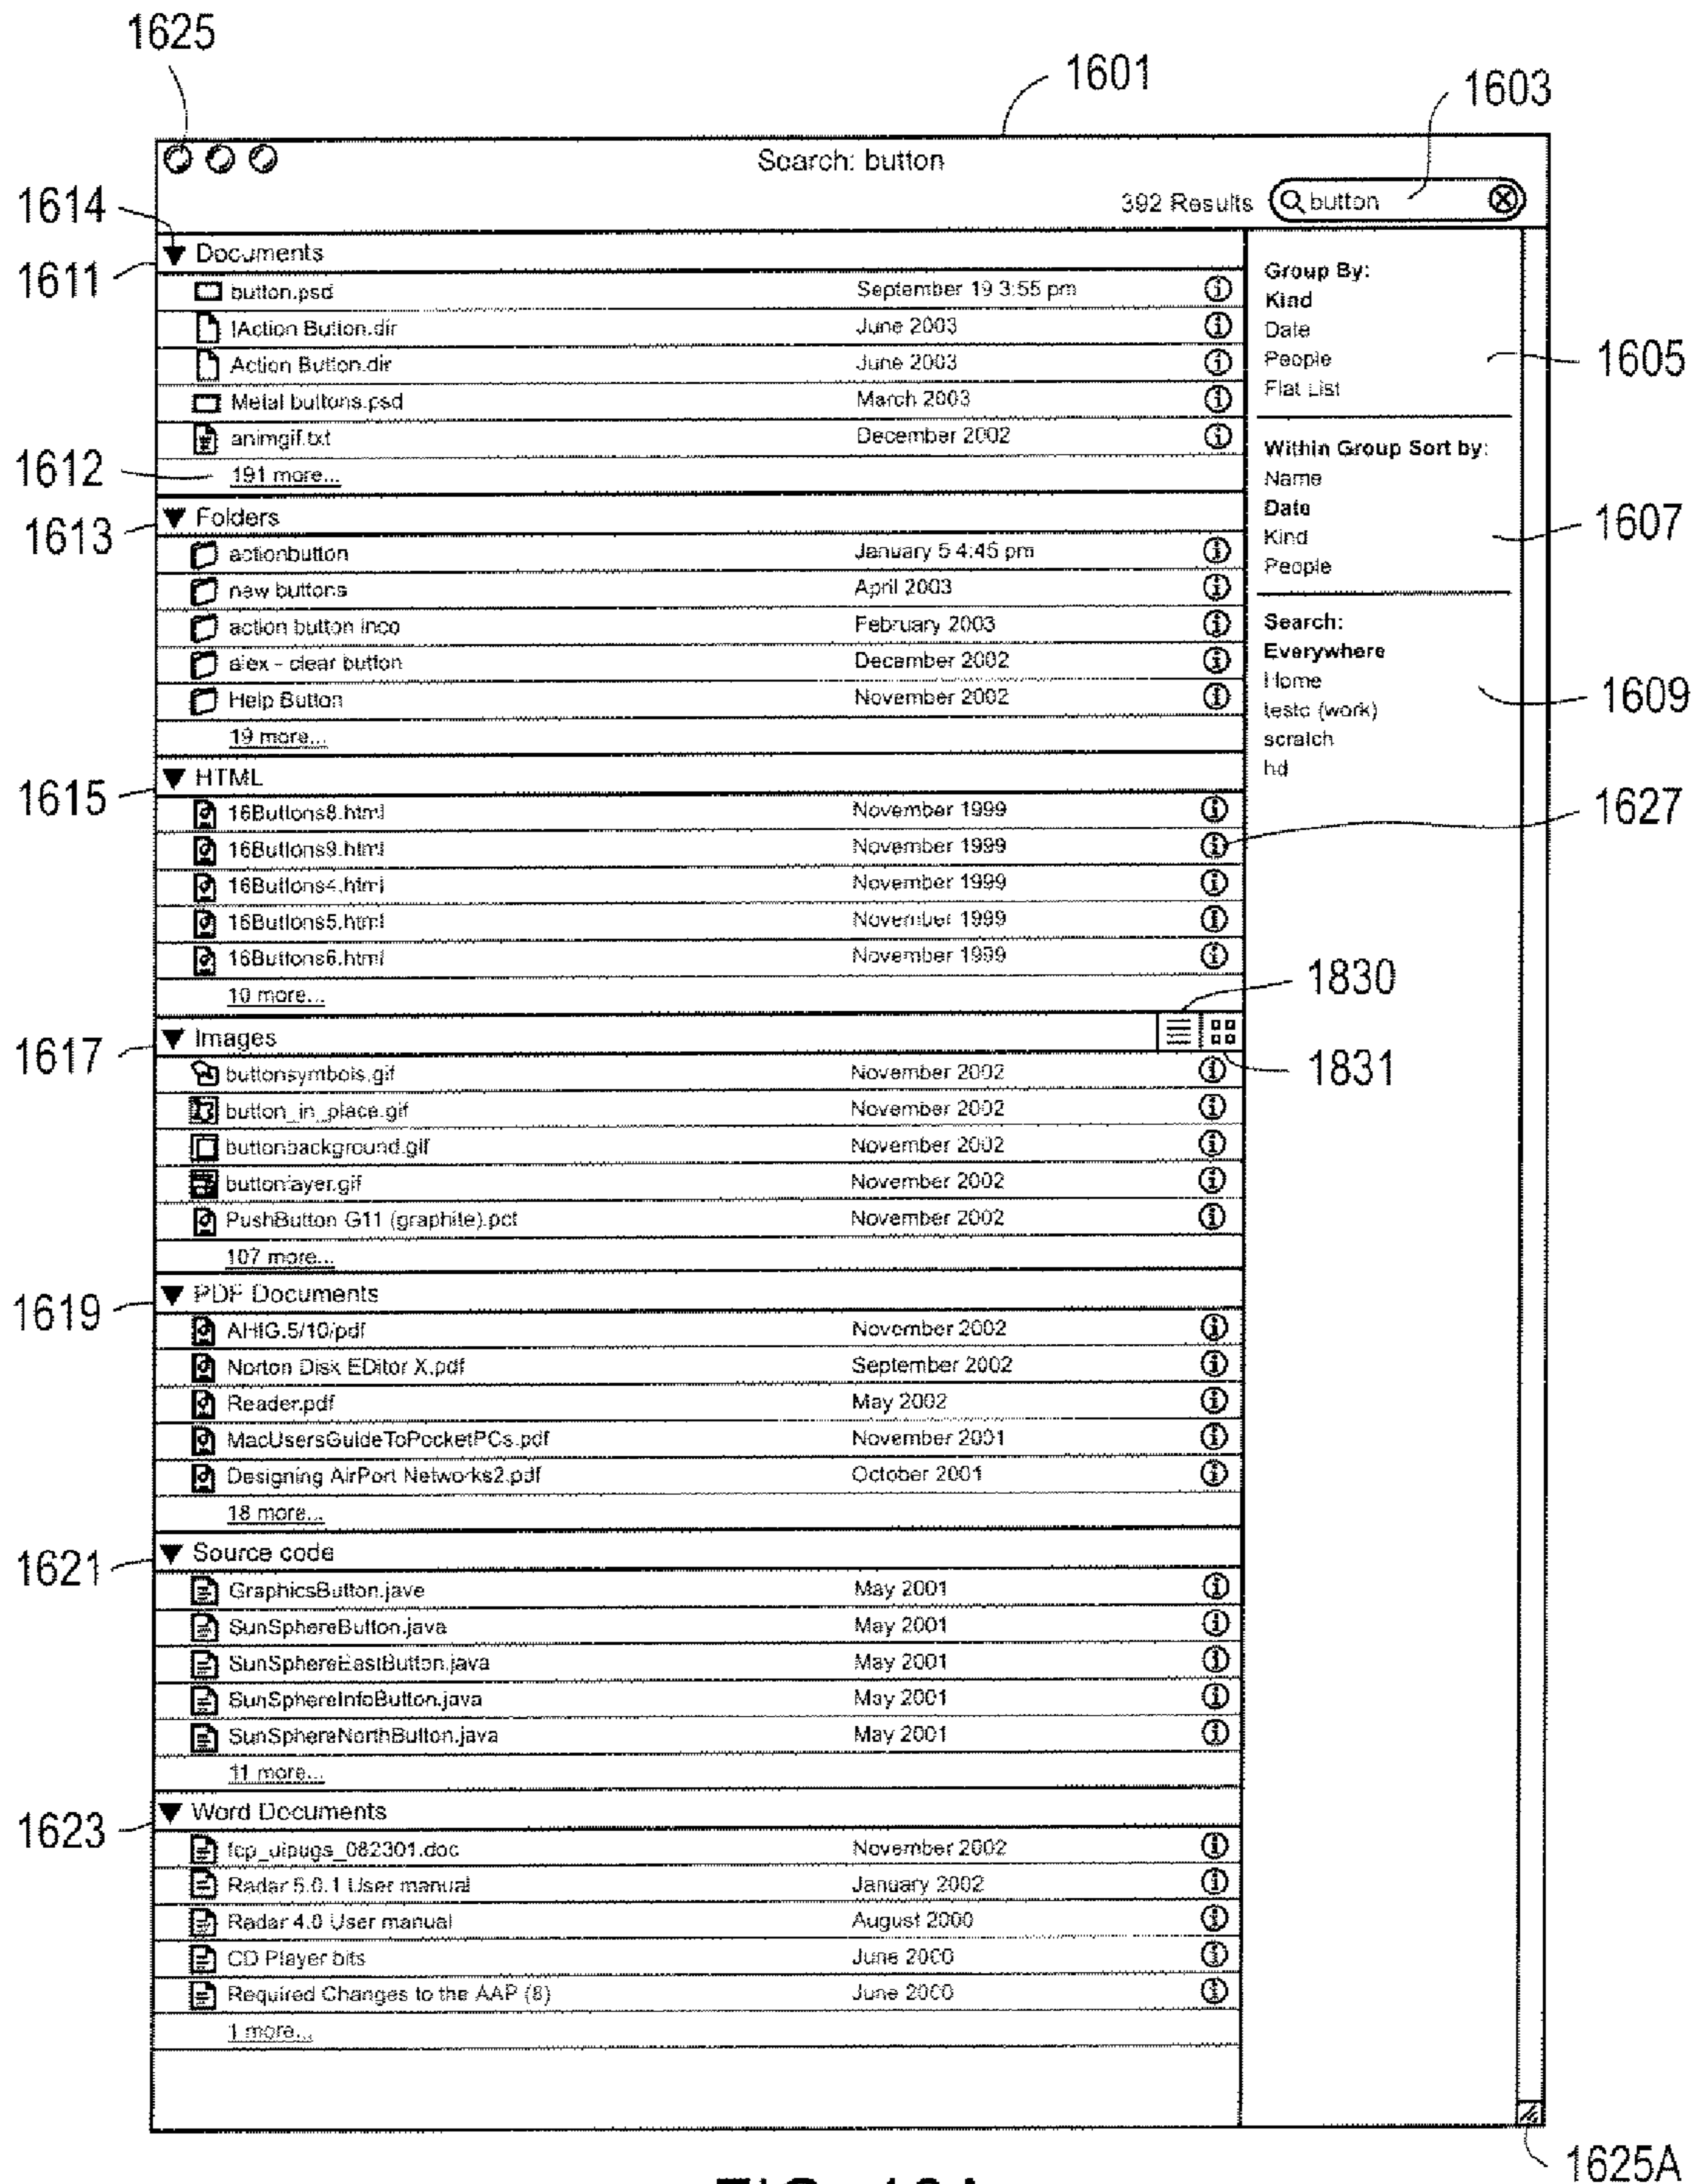 1625
1601
1603
Search: button
392 Results
button
1614
1611
Documents
button.psd September 19 3:55 pm
!Action Button.dir June 2003
Action Button.dir June 2003
Metal buttons.psd March 2003
animgif.txt December 2002
1612
191 more...
1613
Folders
actionbutton January 5 4:45 pm
new buttons April 2003
action button inco February 2003
alex - clear button December 2002
Help Button November 2002
19 more...
1615
HTML
16Buttons8.html November 1999
16Buttons9.html November 1999
16Buttons4.html November 1999
16Buttons5.html November 1999
16Buttons6.html November 1999
10 more...
1617
Images
buttonsymbols.gif November 2002
button_in_place.gif November 2002
buttonbackground.gif November 2002
buttonlayer.gif November 2002
PushButton G11 (graphite).pct November 2002
107 more...
1619
PDF Documents
AHIG.5/10/pdf November 2002
Norton Disk EDitor X.pdf September 2002
Reader.pdf May 2002
MacUsersGuideToPocketPCs.pdf November 2001
Designing AirPort Networks2.pdf October 2001
18 more...
1621
Source code
GraphicsButton.jave May 2001
SunSphereButton.java May 2001
SunSphereEastButton.java May 2001
SunSphereInfoButton.java May 2001
SunSphereNorthButton.java May 2001
11 more...
1623
Word Documents
November 2002
Radar 5.0.1 User manual January 2002
Radar 4.0 User manual August 2000
CD Player bits June 2000
Required Changes to the AAP (8) June 2000
1 more...
Group By:
Kind
Date
People
Flat List
1605
Within Group Sort by:
Name
Date
Kind
People
1607
Search:
Everywhere
Home
(work)
scratch
hd
1609
1627
1830
1831
1625A